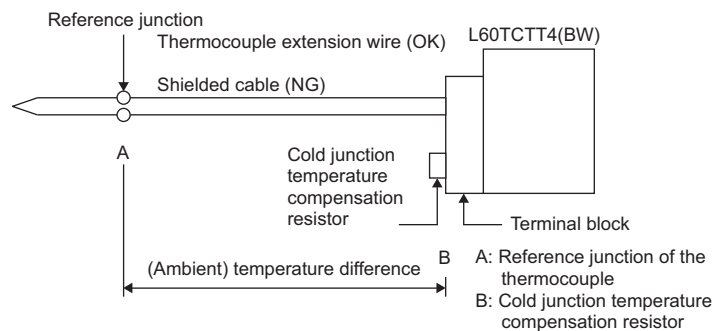 Reference junction
Thermocouple extension wire (OK)
L60TCTT4(BW)
Shielded cable (NG)
A
Cold junction
temperature
compensation
resistor
Terminal block
(Ambient) temperature difference
B
A: Reference junction of the
thermocouple
B: Cold junction temperature
compensation resistor